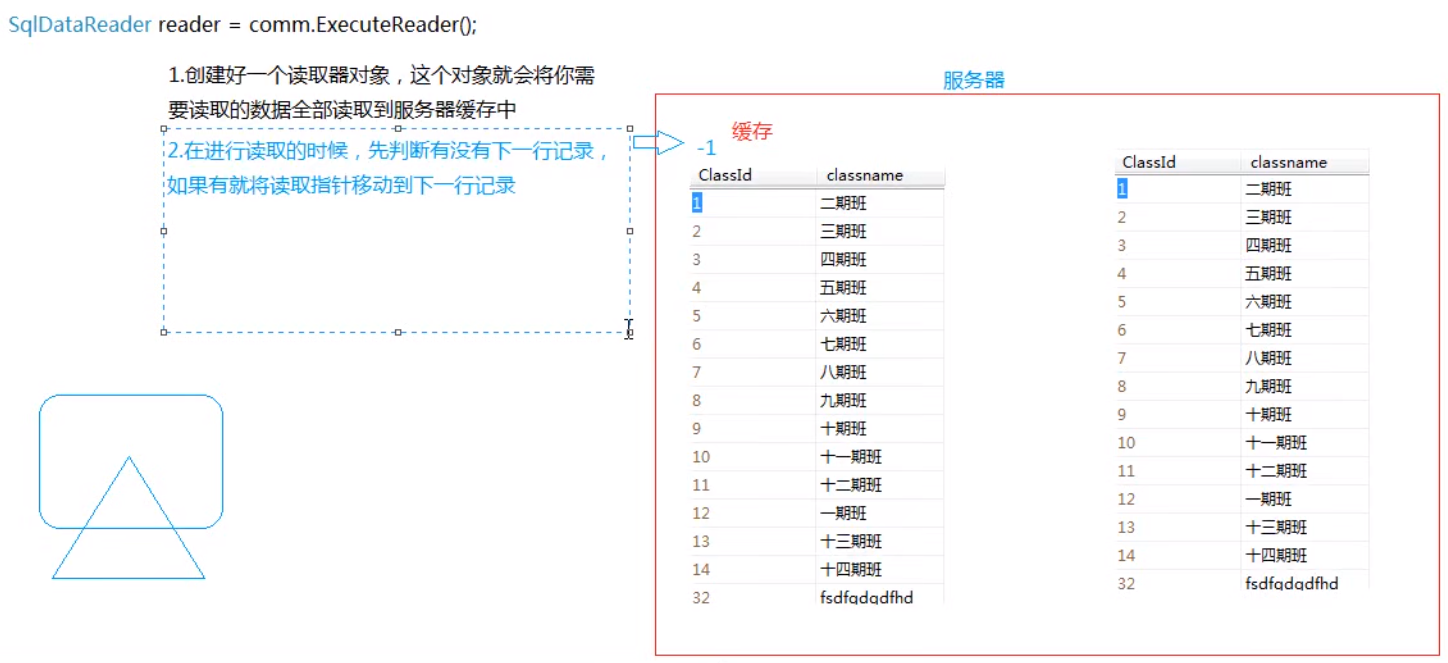 SqlDataReader reader = comm.ExecuteReader();
1.创建好一个读取器对象，这个对象就会将你需
要读取的数据全部读取到服务器缓存中
2.在进行读取的时候，先判断有没有下一行记录，
如果有就将读取指针移动到下一行记录
服务器
缓存
-1
ClassId classname
1 二期班
2 三期班
3 四期班
4 五期班
5 六期班
6 七期班
7 八期班
8 九期班
9 十期班
10 十一期班
11 十二期班
12 一期班
13 十三期班
14 十四期班
32 fsdfgdgdfhd
ClassId classname
1 二期班
2 三期班
3 四期班
4 五期班
5 六期班
6 七期班
7 八期班
8 九期班
9 十期班
10 十一期班
11 十二期班
12 一期班
13 十三期班
14 十四期班
32 fsdfgdgdfhd